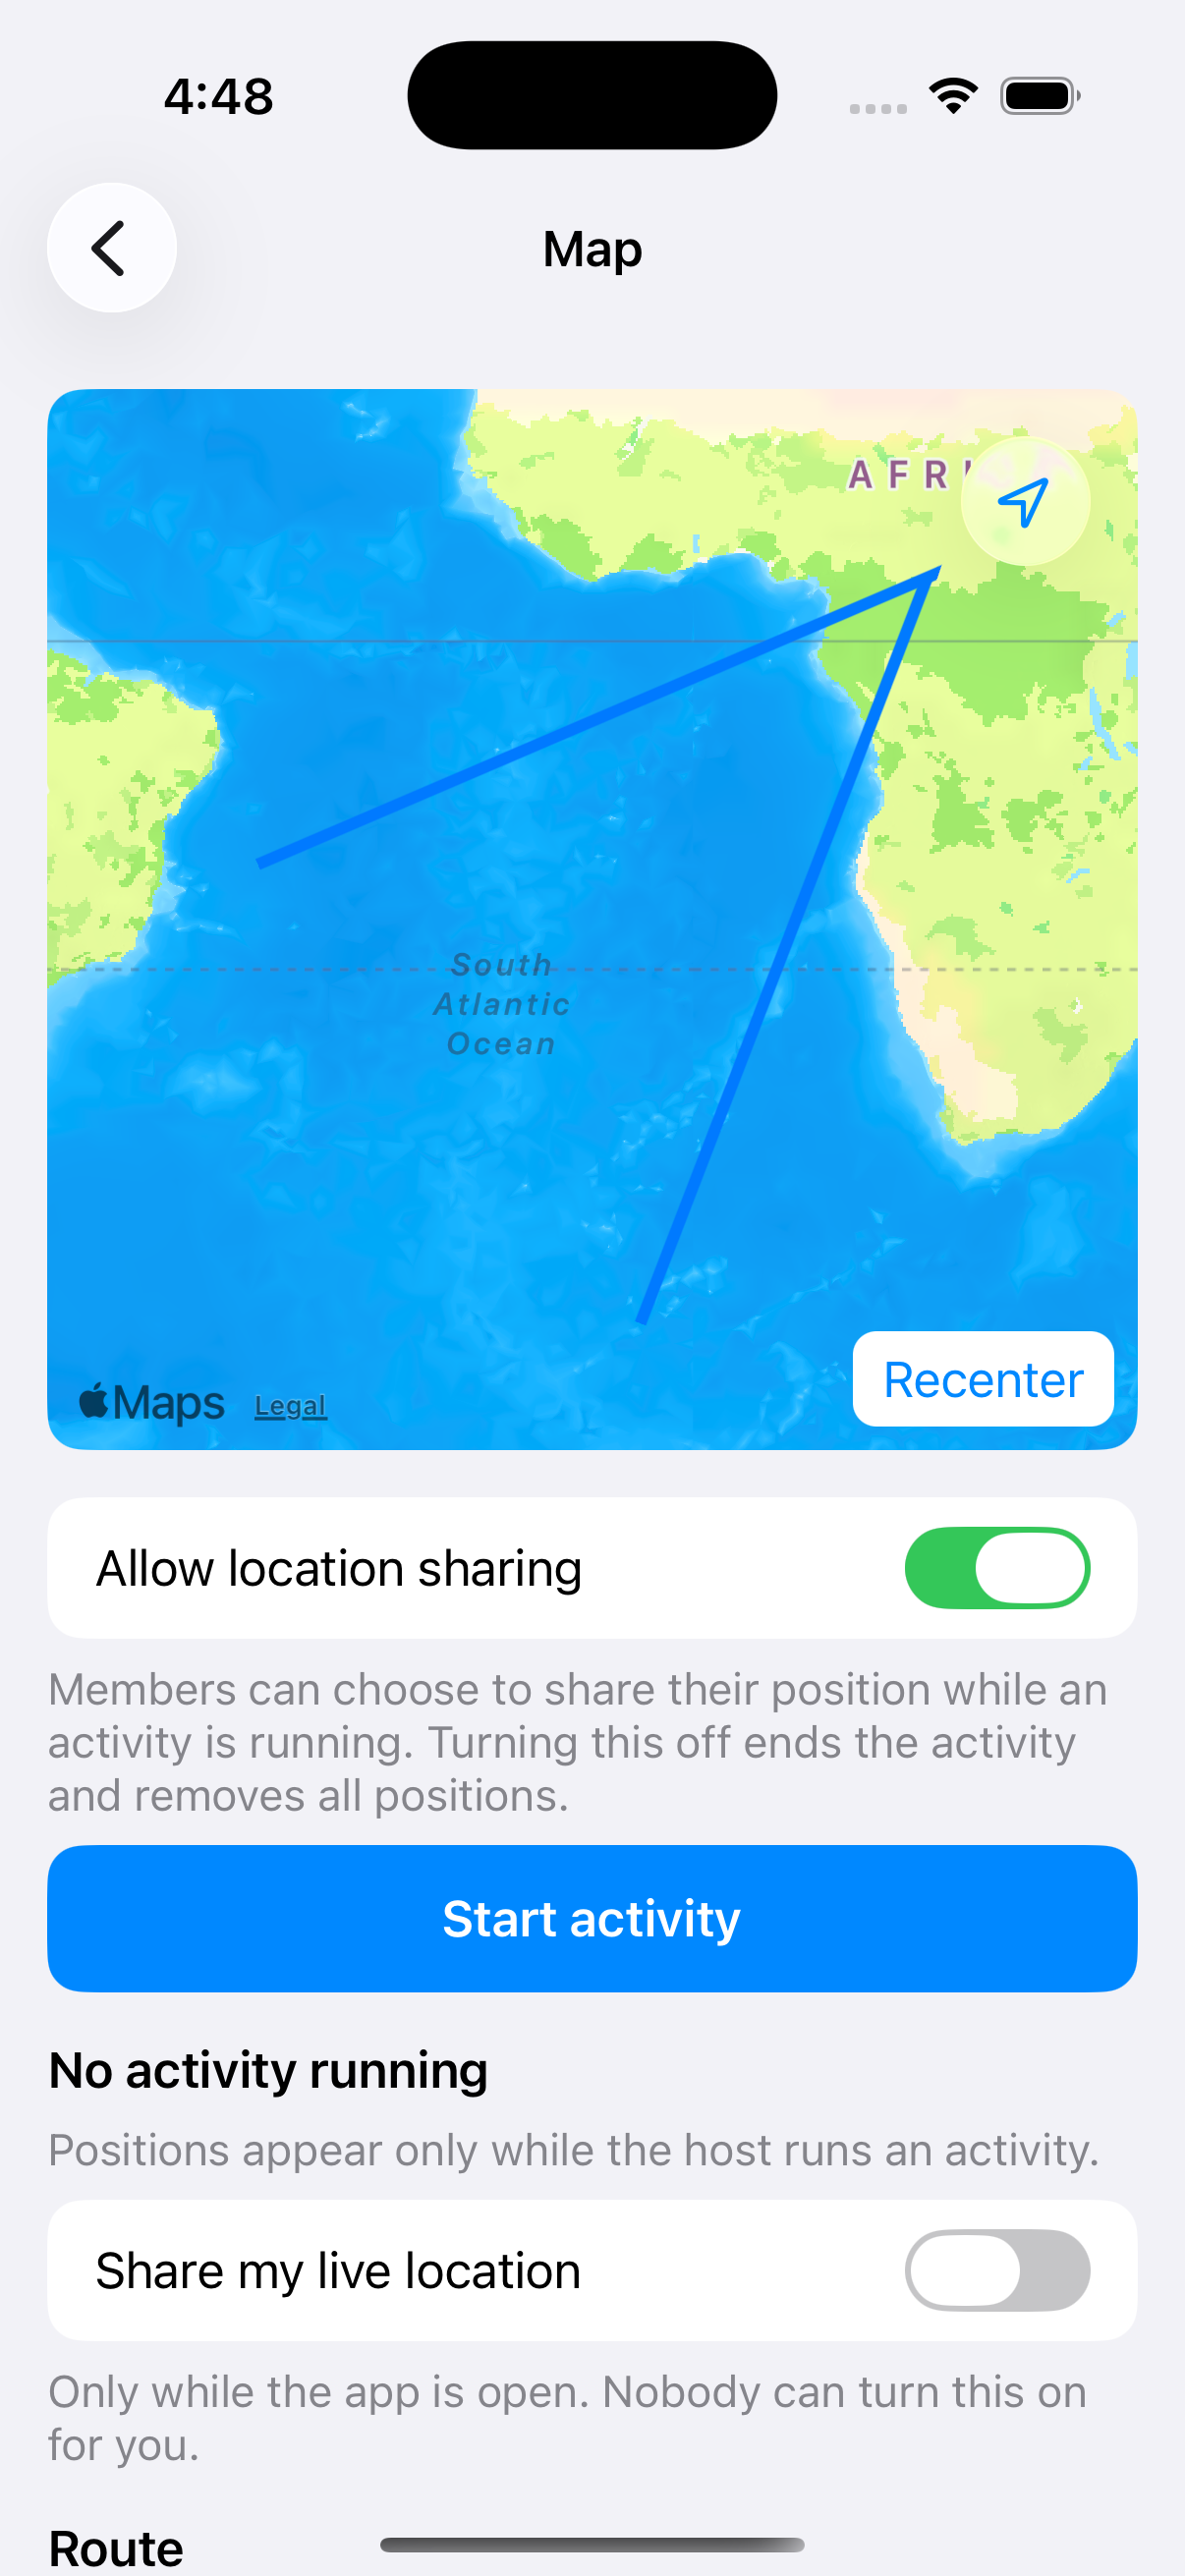 4:48
Map
AFRI
South
Atlantic
Ocean
Maps Legal
Recenter
Allow location sharing
Members can choose to share their position while an
activity is running. Turning this off ends the activity
and removes all positions.
Start activity
No activity running
Positions appear only while the host runs an activity.
Share my live location
Only while the app is open. Nobody can turn this on
for you.
Route